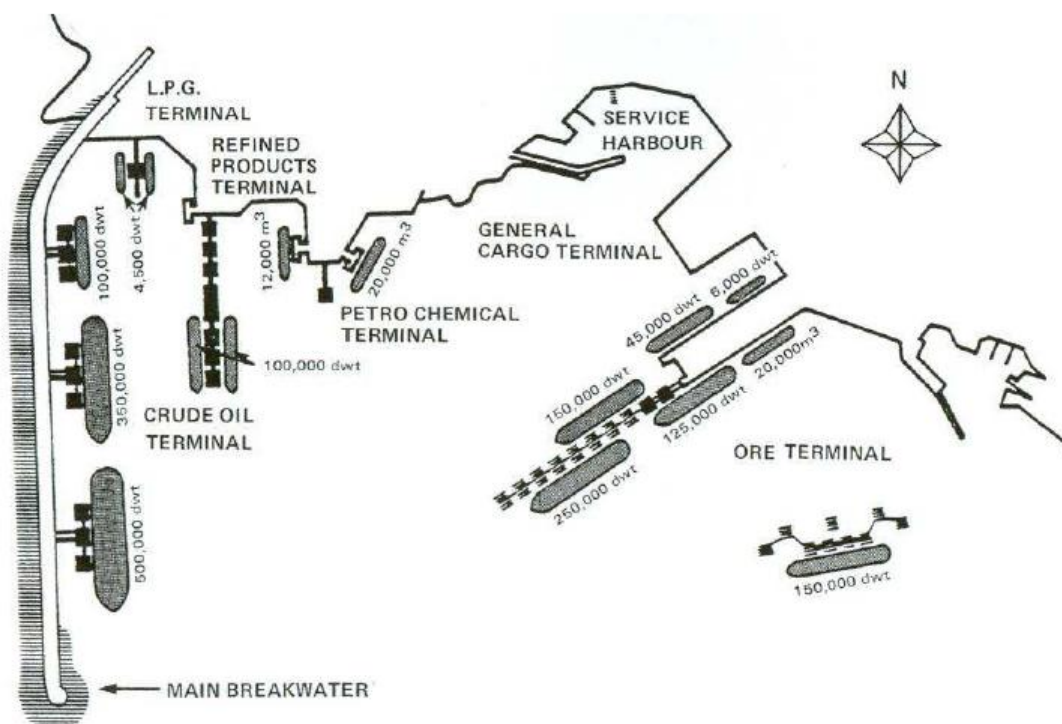 N
L.P.G.
TERMINAL
REFINED
PRODUCTS
TERMINAL
SERVICE
HARBOUR
4,500 dwt
100,000 dwt
12,000 m3
20,000 m3
GENERAL
CARGO TERMINAL
PETRO CHEMICAL
TERMINAL
6,000 dwt
45,000 dwt
20,000m3
350,000 dwt
100,000 dwt
CRUDE OIL
TERMINAL
150,000 dwt
125,000 dwt
ORE TERMINAL
250,000 dwt
500,000 dwt
150,000 dwt
MAIN BREAKWATER